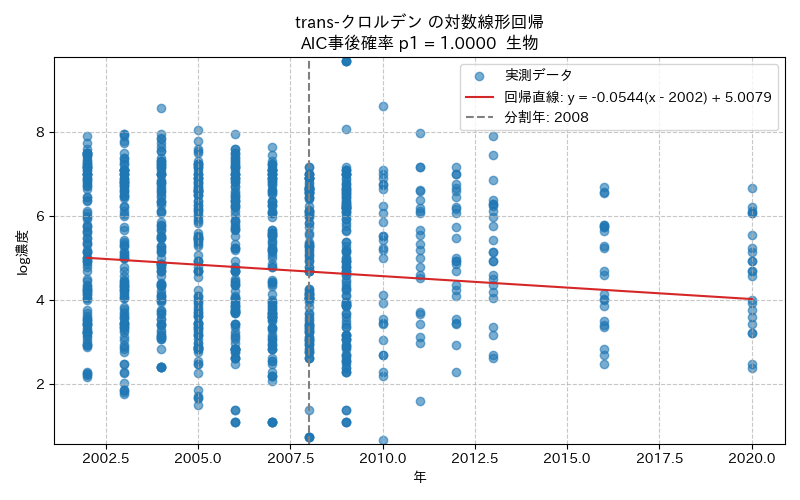 trans-クロルデン の対数線形回帰
AIC事後確率 p1 = 1.0000  生物
実測データ
回帰直線: y = -0.0544(x - 2002) + 5.0079
分割年: 2008
log濃度
8
6
4
2
2002.5 2005.0 2007.5 2010.0 2012.5 2015.0 2017.5 2020.0
年